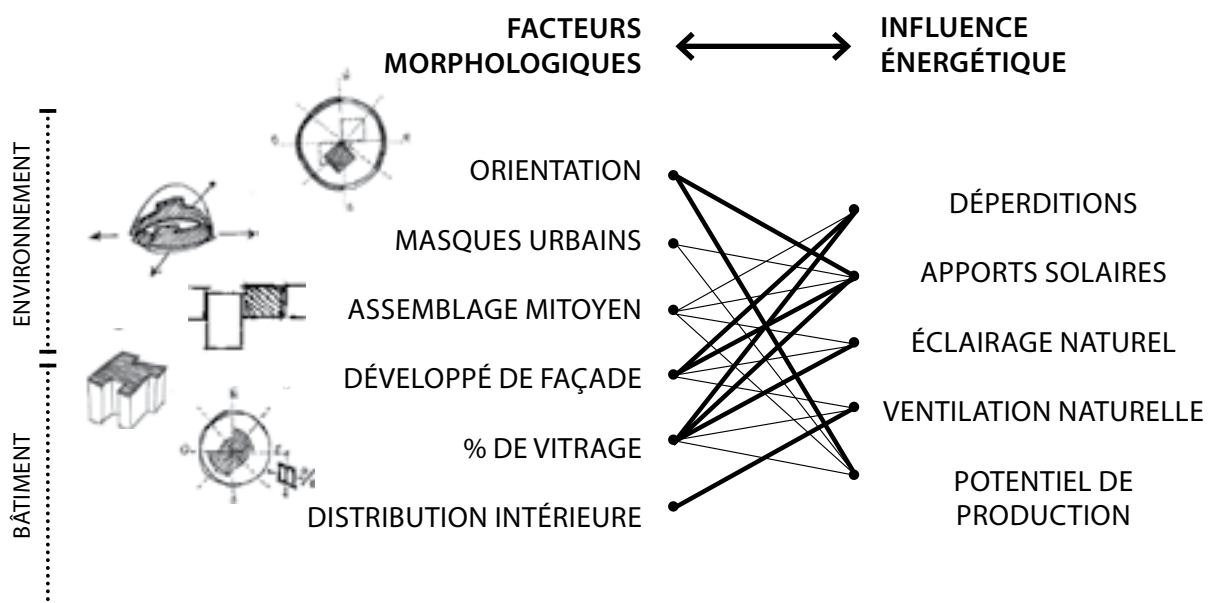 FACTEURS
MORPHOLOGIQUES
INFLUENCE
ÉNERGÉTIQUE
ENVIRONNEMENT
BÂTIMENT
ORIENTATION
MASQUES URBAINS
ASSEMBLAGE MITOYEN
DÉVELOPPÉ DE FAÇADE
% DE VITRAGE
DISTRIBUTION INTÉRIEURE
DÉPERDITIONS
APPORTS SOLAIRES
ÉCLAIRAGE NATUREL
VENTILATION NATURELLE
POTENTIEL DE
PRODUCTION